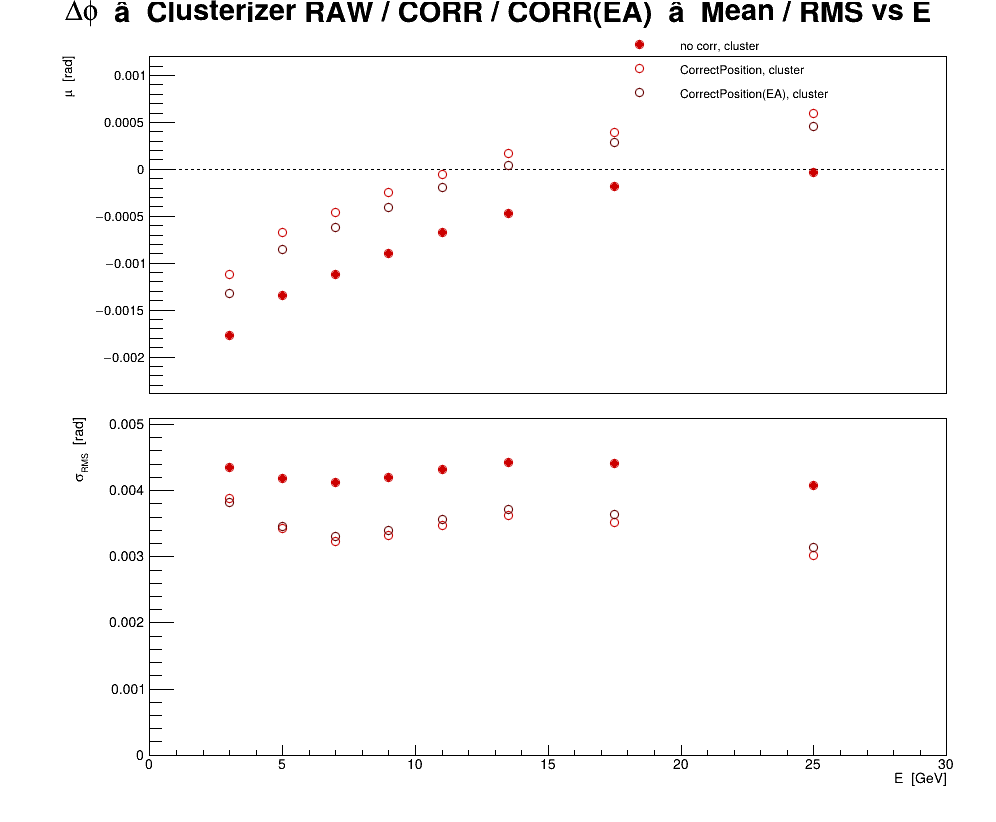 Δϕ â Clusterizer RAW / CORR / CORR(EA) â Mean / RMS vs E
no corr, cluster
CorrectPosition, cluster
CorrectPosition(EA), cluster
μ [rad]
0.001
0.0005
0
−0.0005
−0.001
−0.0015
−0.002
σRMS [rad]
0.005
0.004
0.003
0.002
0.001
0
0 5 10 15 20 25 30
E [GeV]